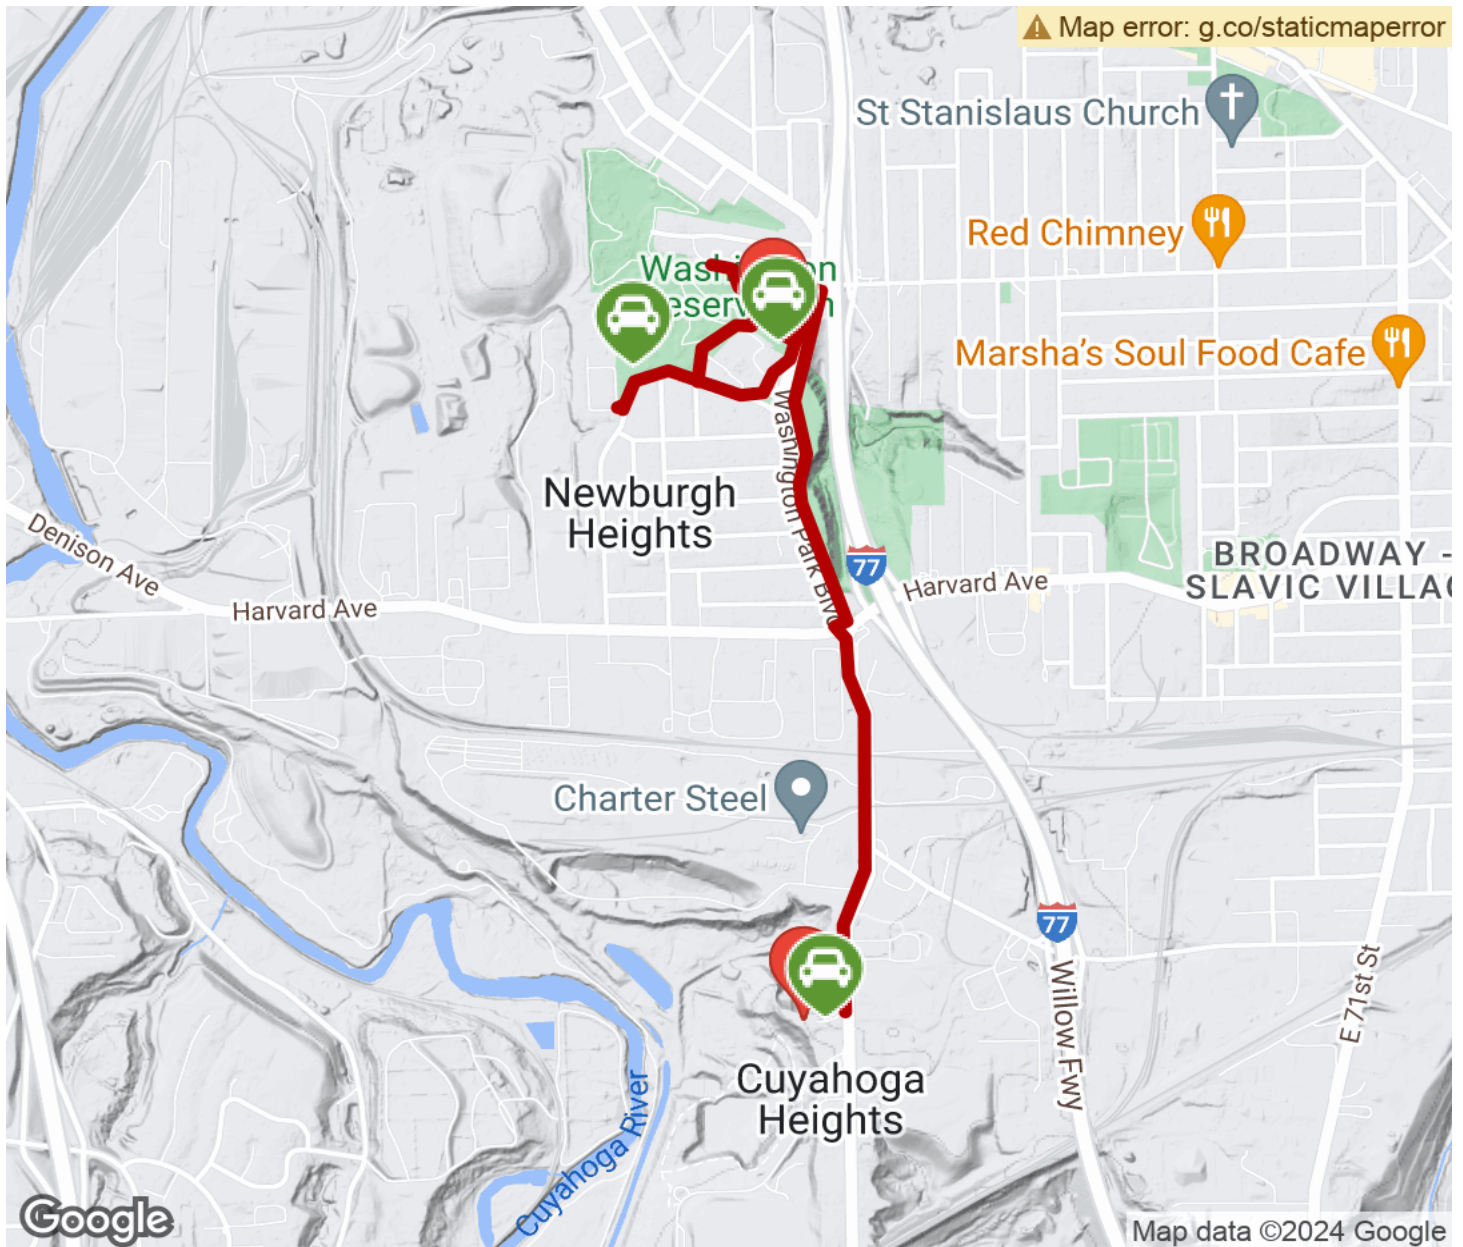 Map error: g.co/staticmaperror
St Stanislaus Church
Red Chimney
Marsha's Soul Food Cafe
Newburgh
Heights
Washington Park Blvd
77
Denison Ave
Harvard Ave
Harvard Ave
BROADWAY -
SLAVIC VILLAG
Charter Steel
77
Willow Fwy
E 71st St
Cuyahoga
Heights
Cuyahoga River
Google
Map data ©2024 Google